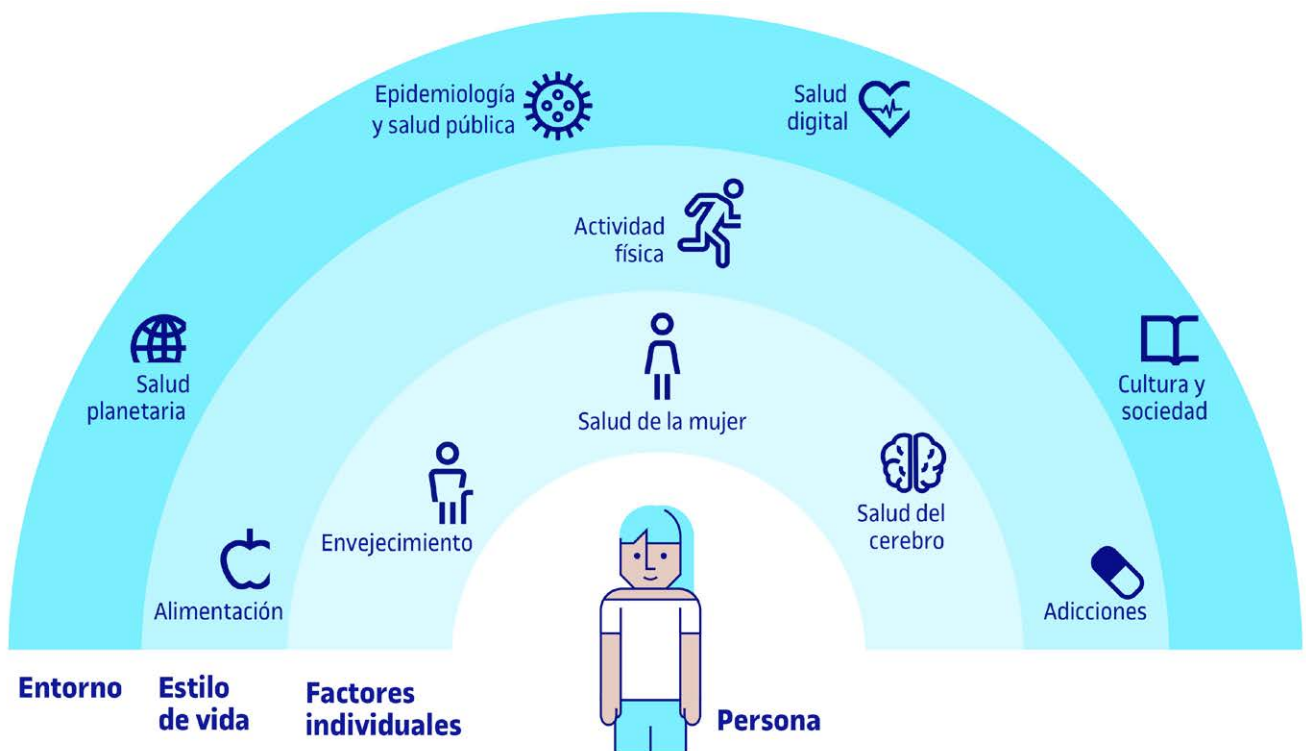 Epidemiología
y salud pública
Salud
digital
Actividad
física
Salud
planetaria
Salud de la mujer
Cultura y
sociedad
Envejecimiento
Salud del
cerebro
Alimentación
Adicciones
Entorno
Estilo
de vida
Factores
individuales
Persona